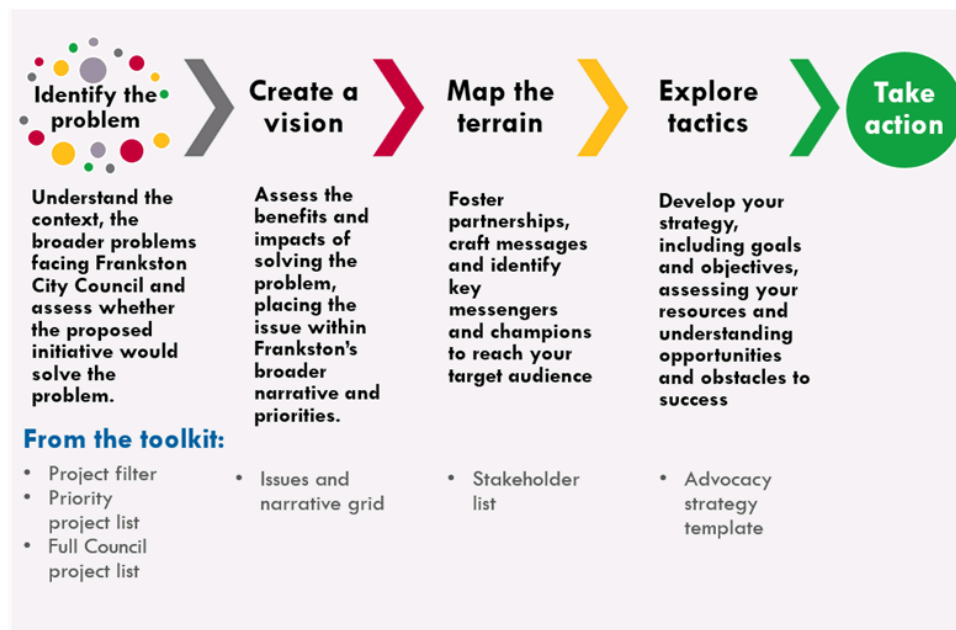 Identify the
problem
Create a
vision
Map the
terrain
Explore
tactics
Take
action
Understand the
context, the
broader problems
facing Frankston
City Council and
assess whether
the proposed
initiative would
solve the
problem.
Assess the
benefits and
impacts of
solving the
problem,
placing the
issue within
Frankston's
broader
narrative and
priorities.
Foster
partnerships,
craft messages
and identify
key
messengers
and champions
to reach your
target audience
Develop your
strategy,
including goals
and objectives,
assessing your
resources and
understanding
opportunities
and obstacles to
success
From the toolkit:
• Project filter
• Priority
project list
• Full Council
project list
• Issues and
narrative grid
• Stakeholder
list
• Advocacy
strategy
template